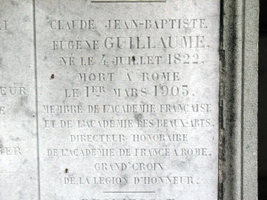 CLAUDE JEAN-BAPTISTE
EUGÈNE GUILLAUME.
NÉ LE 4 JUILLET 1822.
MORT A ROME
LE 1ER MARS 1905.
MEMBRE DE L'ACADÉMIE FRANÇAISE
ET DE L'ACADÉMIE DES BEAUX-ARTS,
DIRECTEUR HONORAIRE
DE L'ACADÉMIE DE FRANCE A ROME,
GRAND' CROIX
DE LA LÉGION D'HONNEUR.